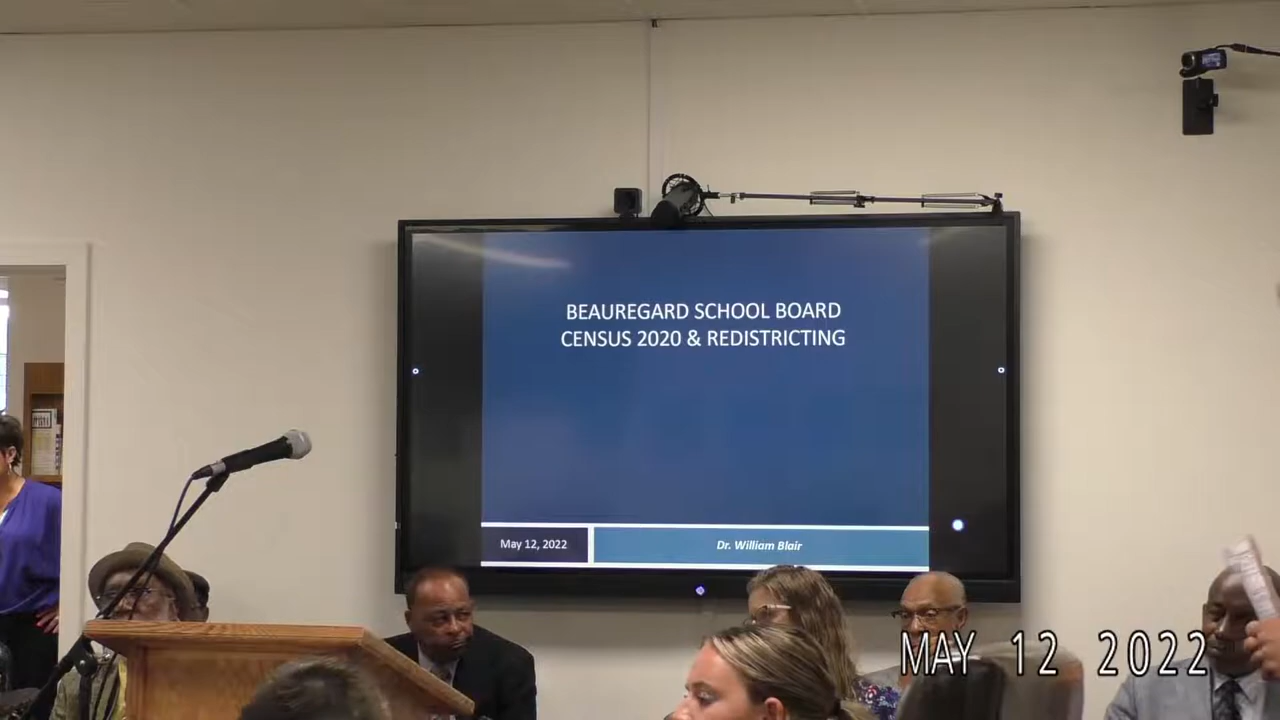 BEAUREGARD SCHOOL BOARD
CENSUS 2020 & REDISTRICTING
May 12, 2022
Dr. William Blair
MAY 12 2022